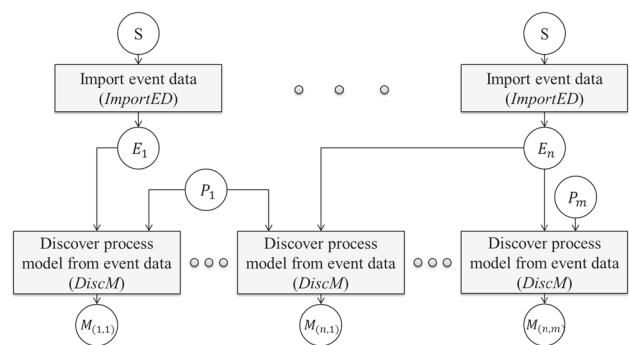 S
S
Import event data
(ImportED)
Import event data
(ImportED)
E1
En
P1
Pm
Discover process
model from event data
(DiscM)
Discover process
model from event data
(DiscM)
Discover process
model from event data
(DiscM)
M(1,1)
M(n,1)
M(n,m)